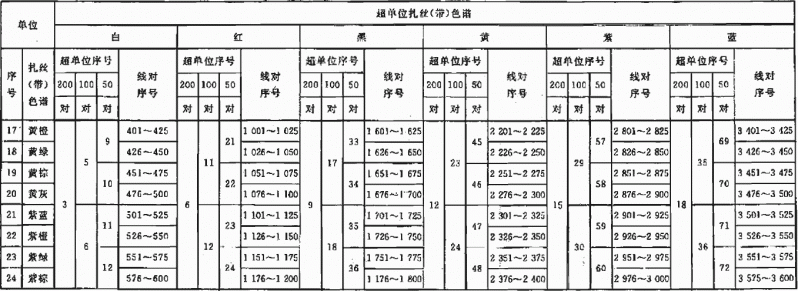 单位 超单位扎丝(带)色谱
白 红 黑 黄 紫 蓝
序号 扎丝(带)色谱 超单位序号 线对序号 超单位序号 线对序号 超单位序号 线对序号 超单位序号 线对序号 超单位序号 线对序号 超单位序号 线对序号
200对 100对 50对 200对 100对 50对 200对 100对 50对 200对 100对 50对 200对 100对 50对 200对 100对 50对
17 黄橙 3 5 9 401~425 6 11 21 1 001~1 025 9 17 33 1 601~1 625 12 23 45 2 201~2 225 15 29 57 2 801~2 825 18 35 69 3 401~3 425
18 黄绿 426~450 1 026~1 050 1 626~1 650 2 226~2 250 2 826~2 850 3 426~3 450
19 黄棕 10 451~475 22 1 051~1 075 34 1 651~1 675 46 2 251~2 275 58 2 851~2 875 70 3 451~3 475
20 黄灰 476~500 1 076~1 100 1 676~1 700 2 276~2 300 2 876~2 900 3 476~3 500
21 紫蓝 6 11 501~525 12 23 1 101~1 125 18 35 1 701~1 725 24 47 2 301~2 325 30 59 2 901~2 925 36 71 3 501~3 525
22 紫橙 526~550 1 126~1 150 1 726~1 750 2 326~2 350 2 926~2 950 3 526~3 550
23 紫绿 12 551~575 24 1 151~1 175 36 1 751~1 775 48 2 351~2 375 60 2 951~2 975 72 3 551~3 575
24 紫棕 576~600 1 176~1 200 1 176~1 800 2 376~2 400 2 976~3 000 3 575~3 600